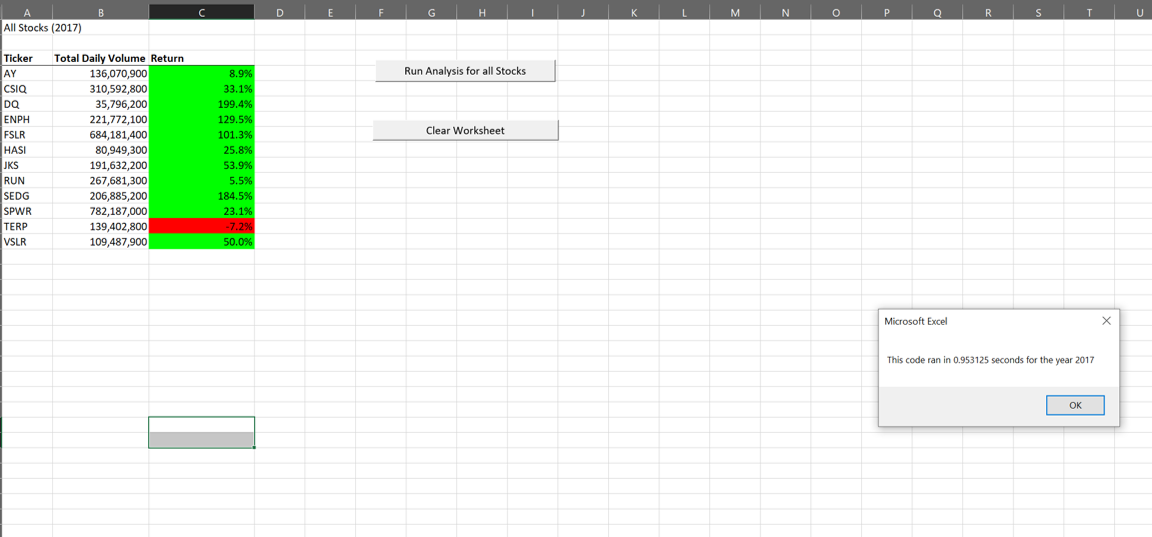 A B C D E F G H I J K L M N O P Q R S T U
All Stocks (2017)
Ticker Total Daily Volume Return
AY 136,070,900 8.9%
CSIQ 310,592,800 33.1%
DQ 35,796,200 199.4%
ENPH 221,772,100 129.5%
FSLR 684,181,400 101.3%
HASI 80,949,300 25.8%
JKS 191,632,200 53.9%
RUN 267,681,300 5.5%
SEDG 206,885,200 184.5%
SPWR 782,187,000 23.1%
TERP 139,402,800 -7.2%
VSLR 109,487,900 50.0%
Run Analysis for all Stocks
Clear Worksheet
Microsoft Excel
This code ran in 0.953125 seconds for the year 2017
OK